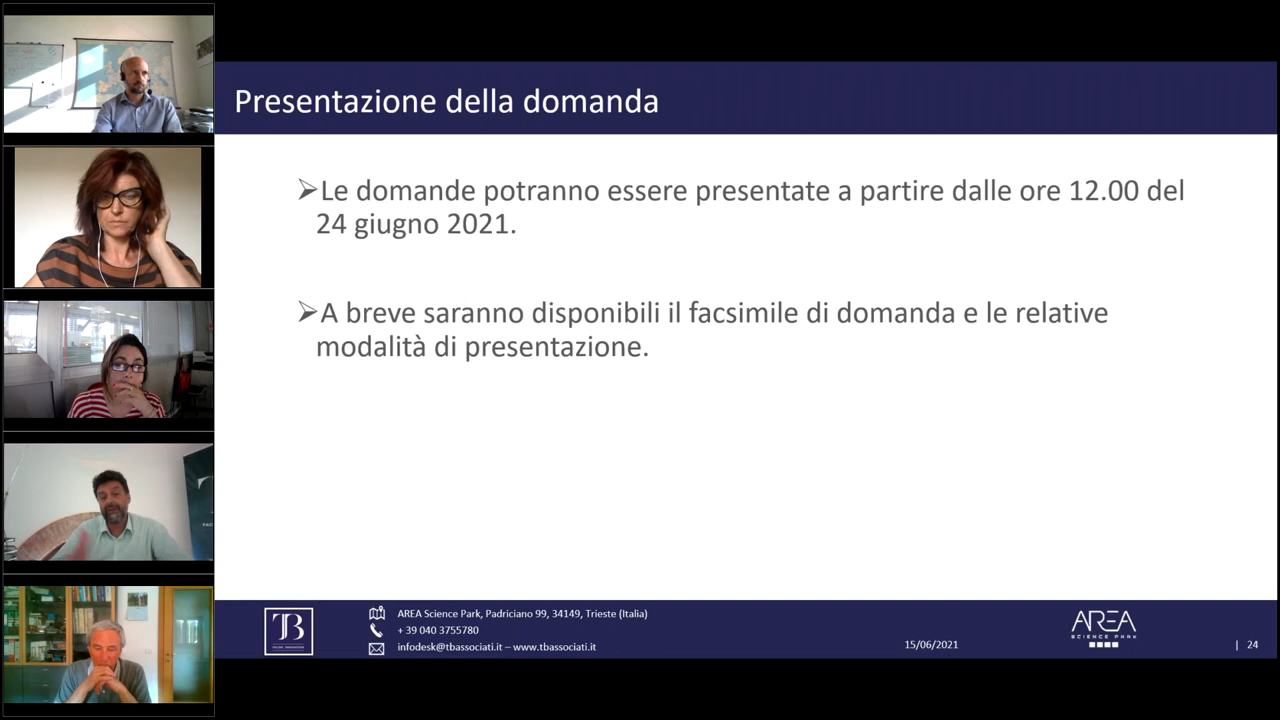 Presentazione della domanda
➢Le domande potranno essere presentate a partire dalle ore 12.00 del
24 giugno 2021.
➢A breve saranno disponibili il facsimile di domanda e le relative
modalità di presentazione.
TB
AREA Science Park, Padriciano 99, 34149, Trieste (Italia)
+ 39 040 3755780
infodesk@tbassociati.it – www.tbassociati.it
15/06/2021
AREA
SCIENCE PARK
| 24